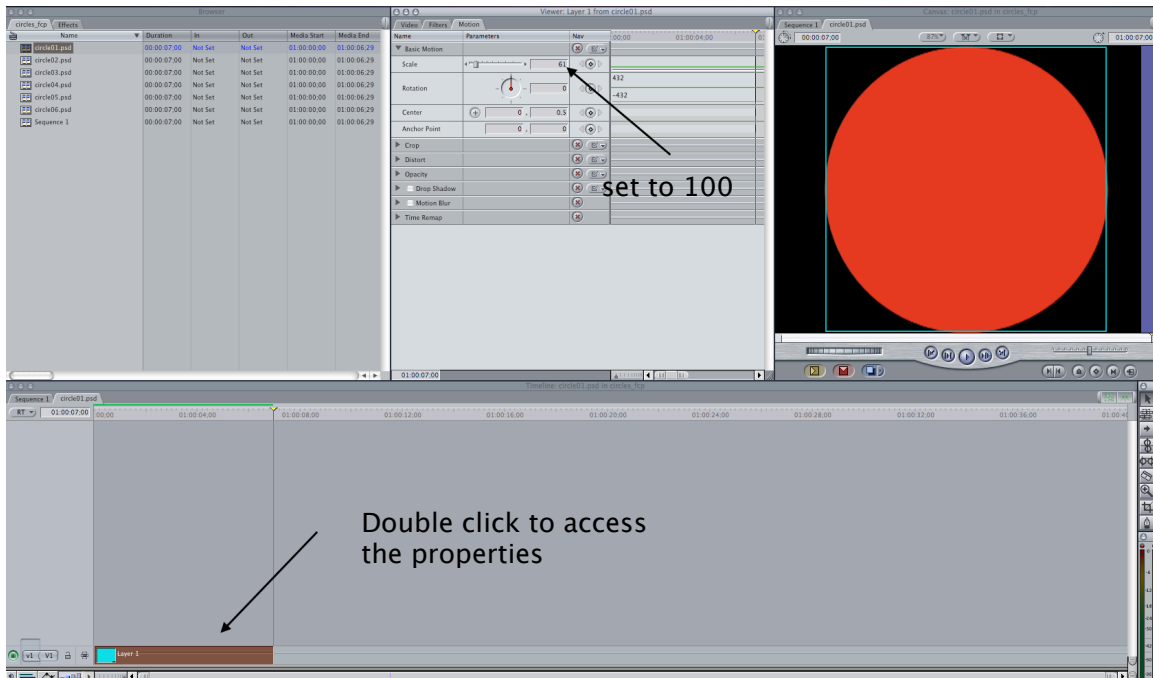 Browser
circles_fcp Effects
Name Duration In Out Media Start Media End
circle01.psd 00:00:07;00 Not Set Not Set 01:00:00;00 01:00:06;29
circle02.psd 00:00:07;00 Not Set Not Set 01:00:00;00 01:00:06;29
circle03.psd 00:00:07;00 Not Set Not Set 01:00:00;00 01:00:06;29
circle04.psd 00:00:07;00 Not Set Not Set 01:00:00;00 01:00:06;29
circle05.psd 00:00:07;00 Not Set Not Set 01:00:00;00 01:00:06;29
circle06.psd 00:00:07;00 Not Set Not Set 01:00:00;00 01:00:06;29
Sequence 1 00:00:07;00 Not Set Not Set 01:00:00;00 01:00:06;29
Viewer: Layer 1 from circle01.psd
Video Filters Motion
Name Parameters Nav 00:00 01:00:04;00
Basic Motion
Scale 61
Rotation 0
432
-432
Center 0 , 0.5
Anchor Point 0 , 0
Crop
Distort
Opacity
Drop Shadow
Motion Blur
Time Remap
01:00:07;00
set to 100
Canvas: circle01.psd in circles_fcp
Sequence 1 circle01.psd
00:00:07;00 87% 01:00:07;00
Timeline: circle01.psd in circles_fcp
Sequence 1 circle01.psd
RT 01:00:07;00 00;00 01:00:04;00 01:00:08;00 01:00:12;00 01:00:16;00 01:00:20;00 01:00:24;00 01:00:28;00 01:00:32;00 01:00:36;00 01:00:4
Double click to access
the properties
v1 V1 Layer 1